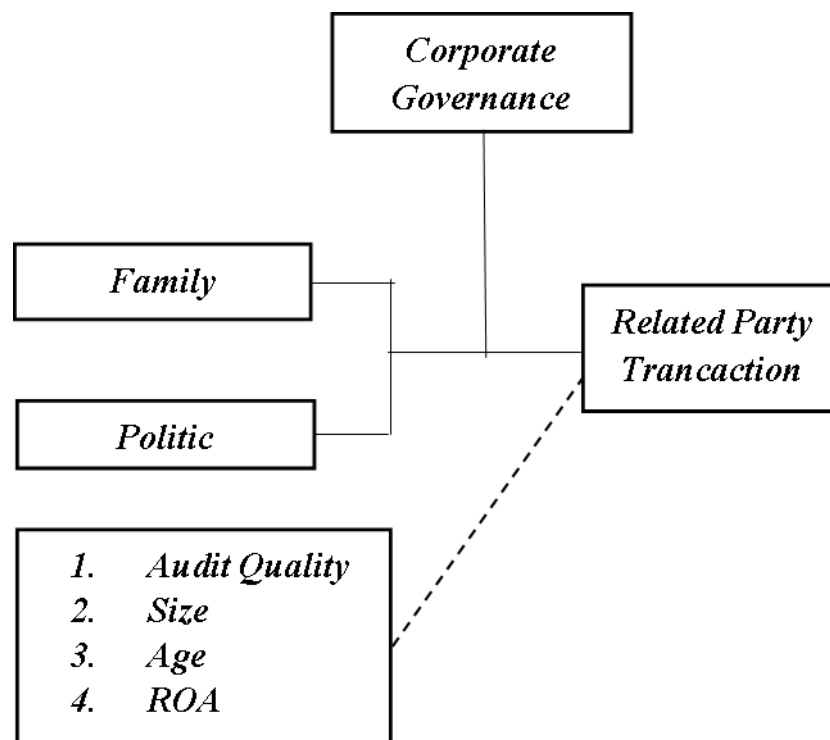 Corporate
Governance
Family
Related Party
Trancaction
Politic
1. Audit Quality
2. Size
3. Age
4. ROA